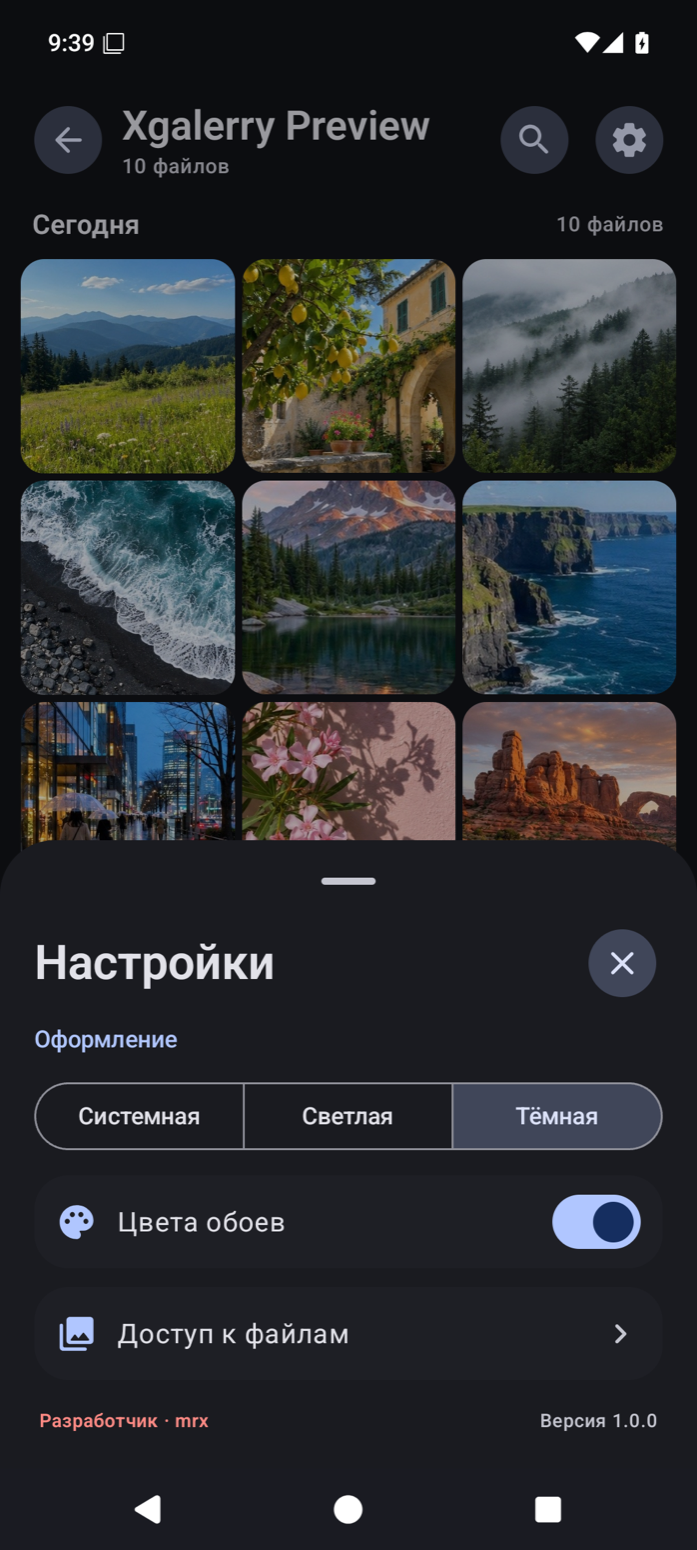 9:39
Xgalerry Preview
10 файлов
Сегодня
10 файлов
Настройки
Оформление
Системная
Светлая
Тёмная
Цвета обоев
Доступ к файлам
Разработчик · mrx
Версия 1.0.0